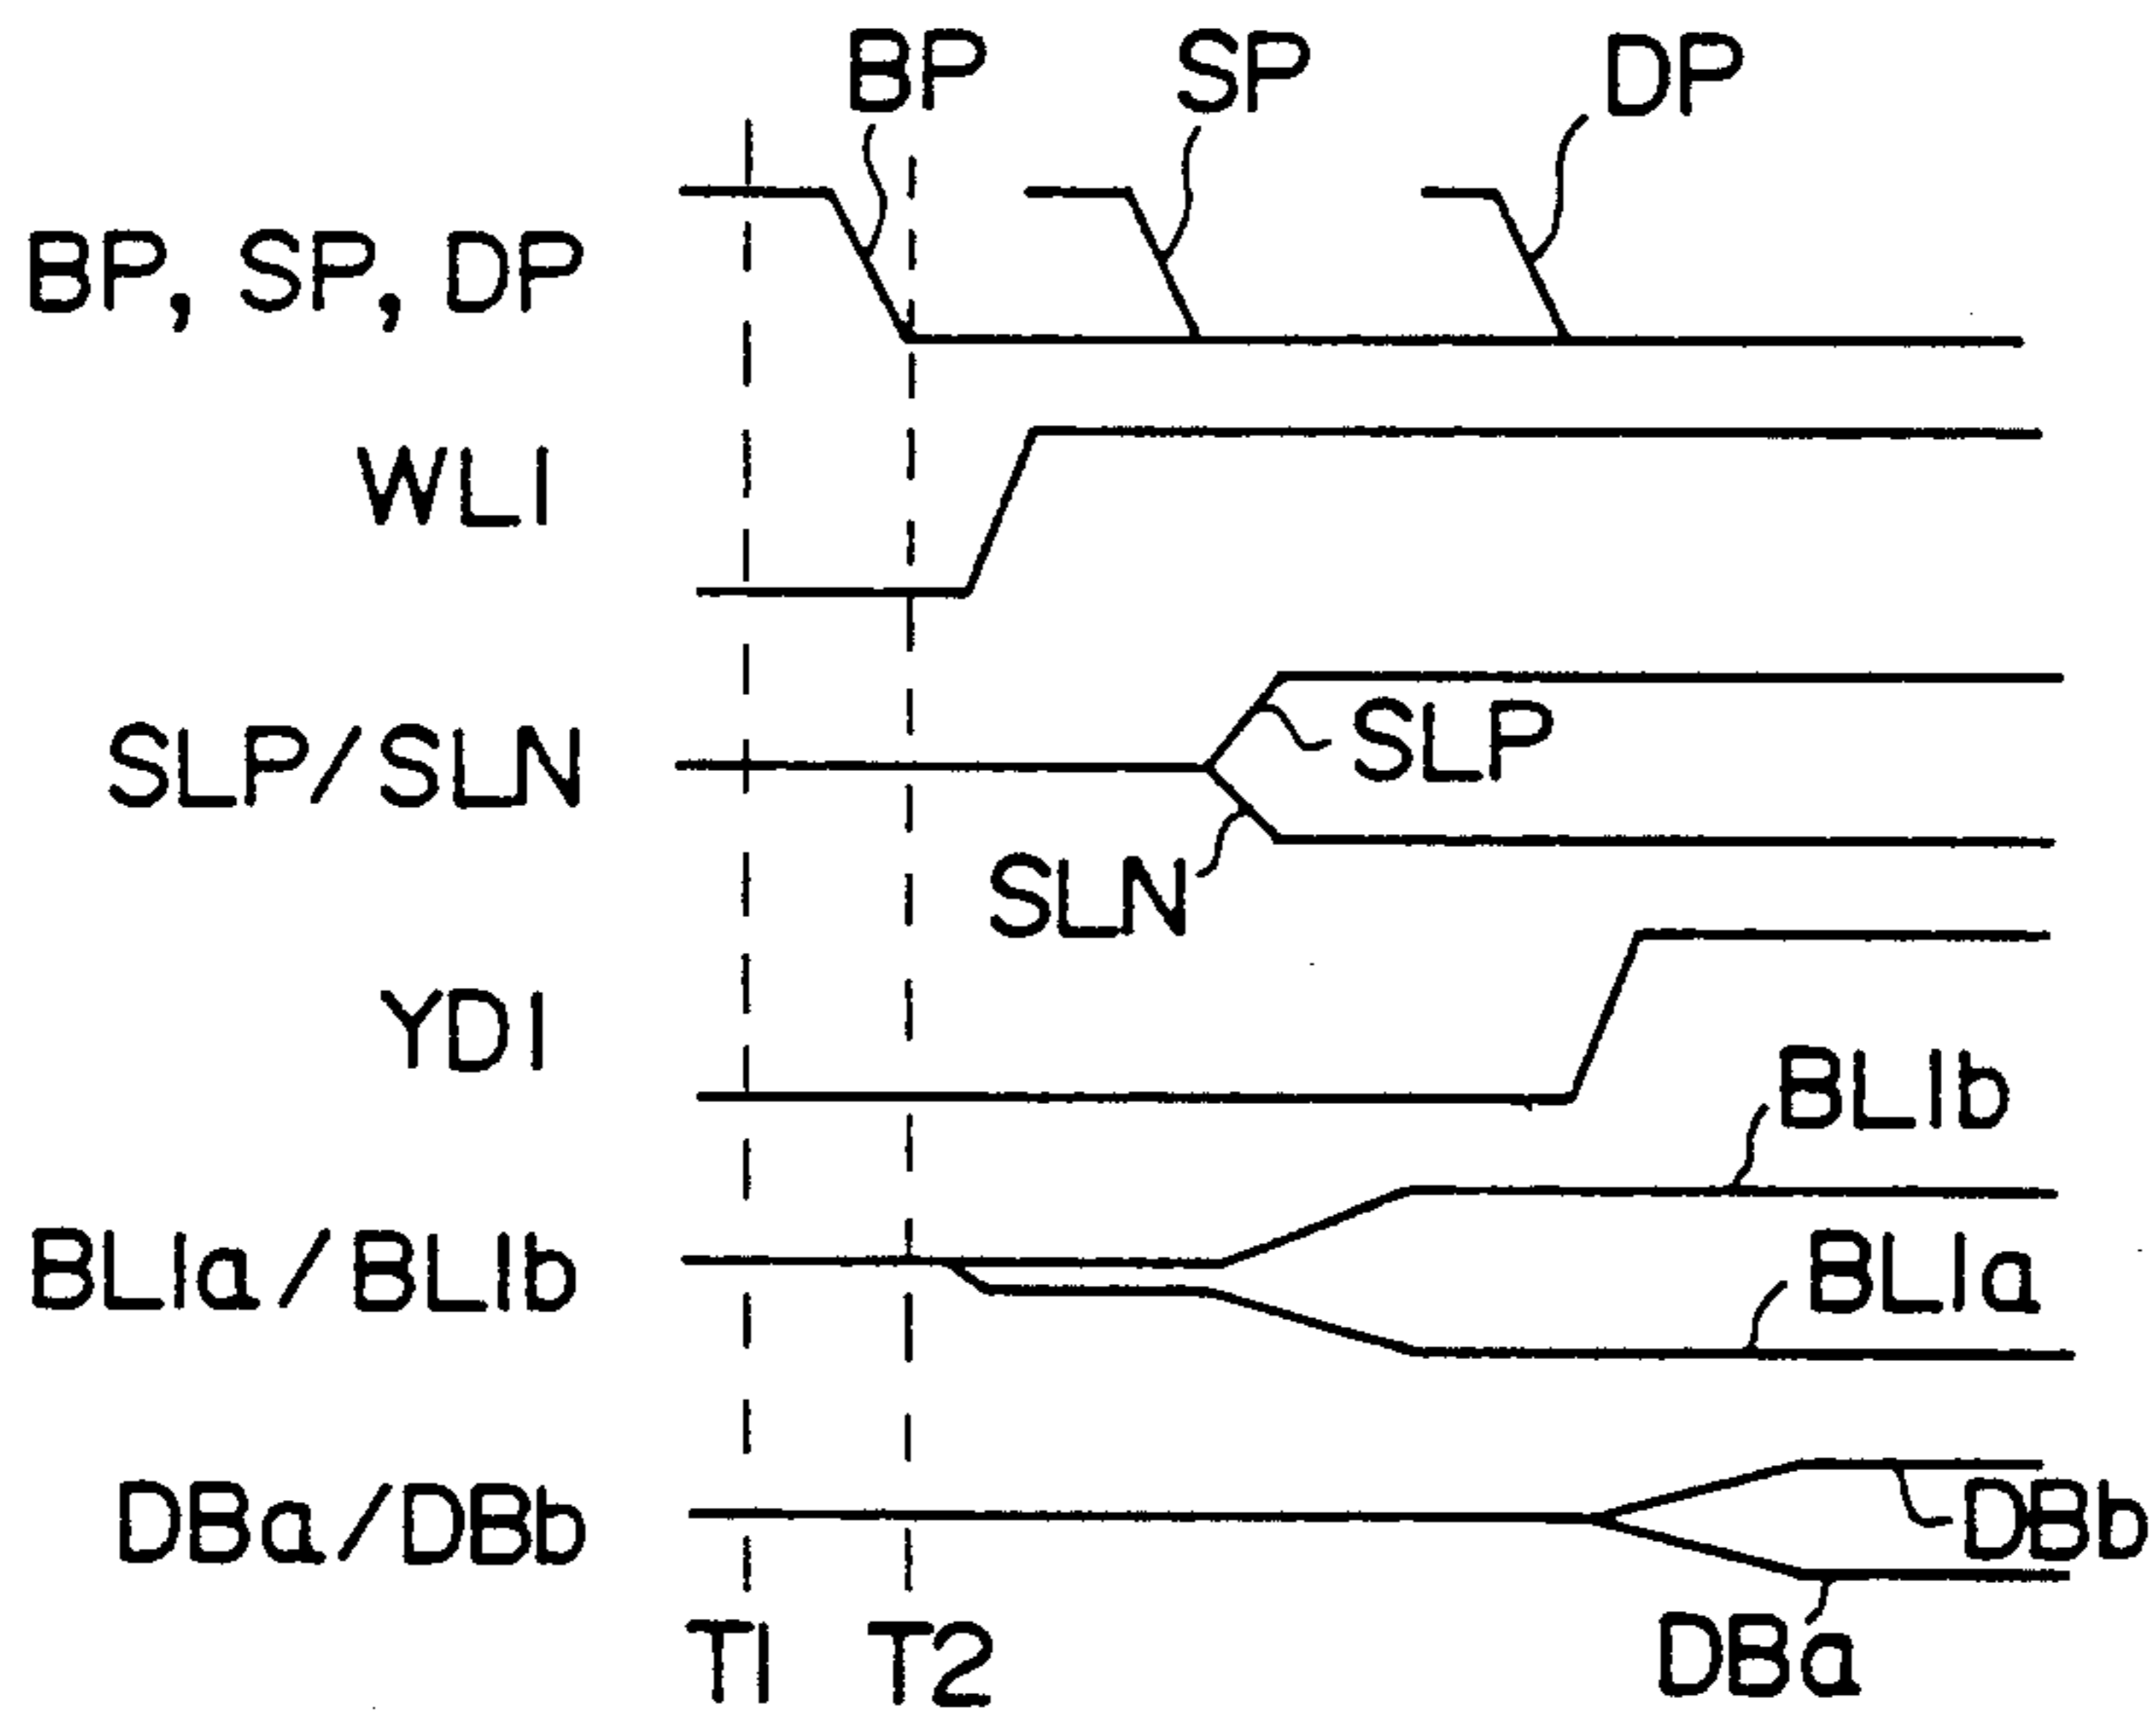 BP SP DP
BP, SP, DP
WL1
SLP/SLN
SLP
SLN
YD1
BL1b
BL1a/BL1b
BL1a
DBa/DBb
DBb
T1 T2
DBa